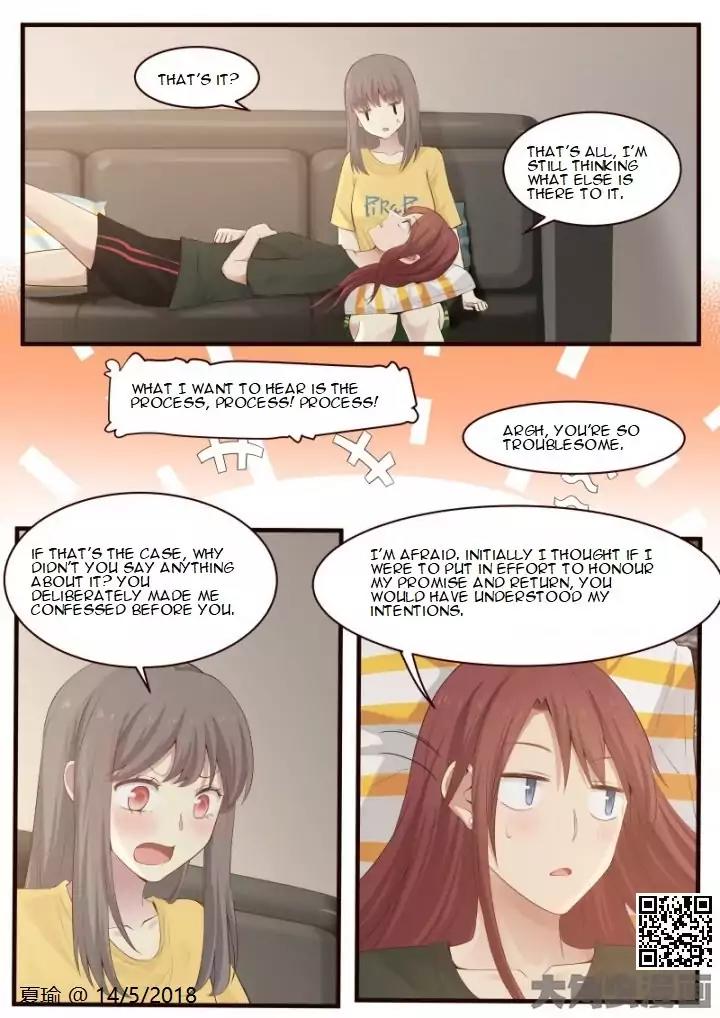 THAT'S IT?
THAT'S ALL, I'M
STILL THINKING
WHAT ELSE IS
THERE TO IT.
WHAT I WANT TO HEAR IS THE
PROCESS, PROCESS! PROCESS!
ARGH, YOU'RE SO
TROUBLESOME.
IF THAT'S THE CASE, WHY
DIDN'T YOU SAY ANYTHING
ABOUT IT? YOU
DELIBERATELY MADE ME
CONFESSED BEFORE YOU.
I'M AFRAID. INITIALLY I THOUGHT IF I
WERE TO PUT IN EFFORT TO HONOUR
MY PROMISE AND RETURN, YOU
WOULD HAVE UNDERSTOOD MY
INTENTIONS.
夏瑜 @ 14/5/2018